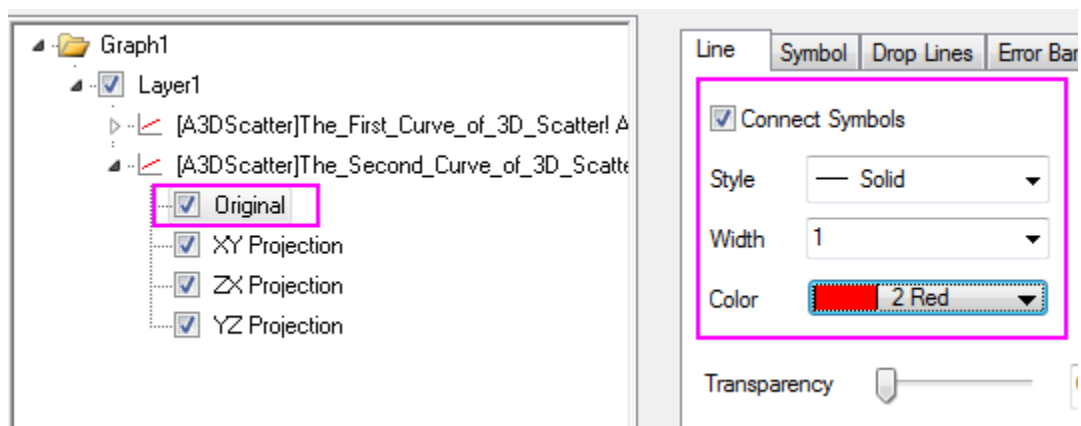 Graph1
Layer1
[A3DScatter]The_First_Curve_of_3D_Scatter! A
[A3DScatter]The_Second_Curve_of_3D_Scatte
Original
XY Projection
ZX Projection
YZ Projection
Line Symbol Drop Lines Error Bar
Connect Symbols
Style Solid
Width 1
Color 2 Red
Transparency